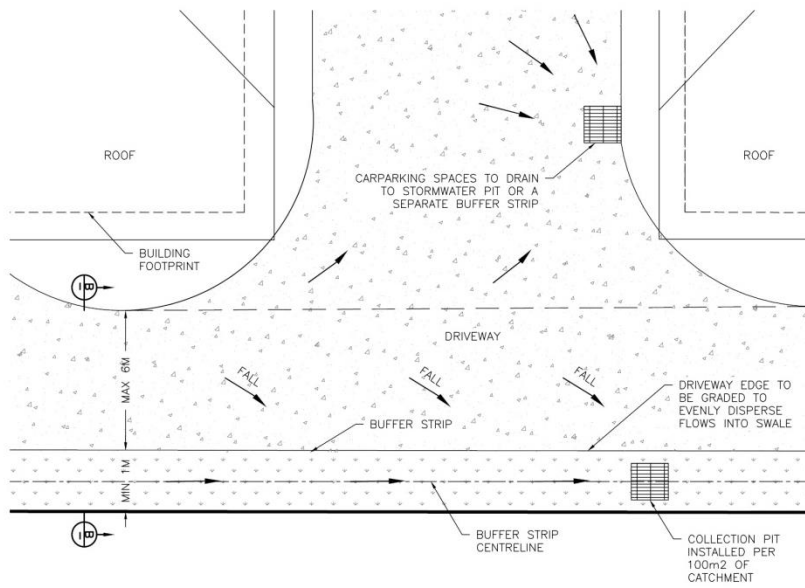 ROOF
ROOF
CARPARKING SPACES TO DRAIN
TO STORMWATER PIT OR A
SEPARATE BUFFER STRIP
BUILDING
FOOTPRINT
B
1
DRIVEWAY
MAX 6M
FALL
FALL
FALL
DRIVEWAY EDGE TO
BE GRADED TO
EVENLY DISPERSE
FLOWS INTO SWALE
BUFFER STRIP
MIN 1M
B
1
BUFFER STRIP
CENTRELINE
COLLECTION PIT
INSTALLED PER
100m2 OF
CATCHMENT